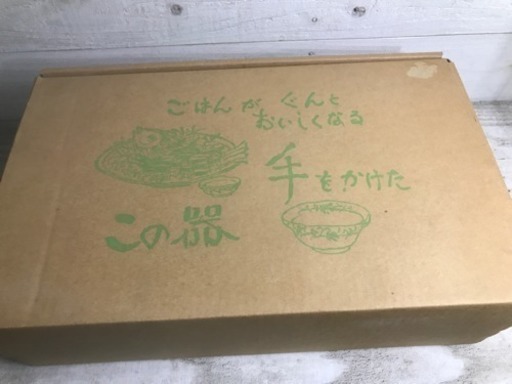 ごはんが ぐんと
おいしくなる
手をかけた
この器